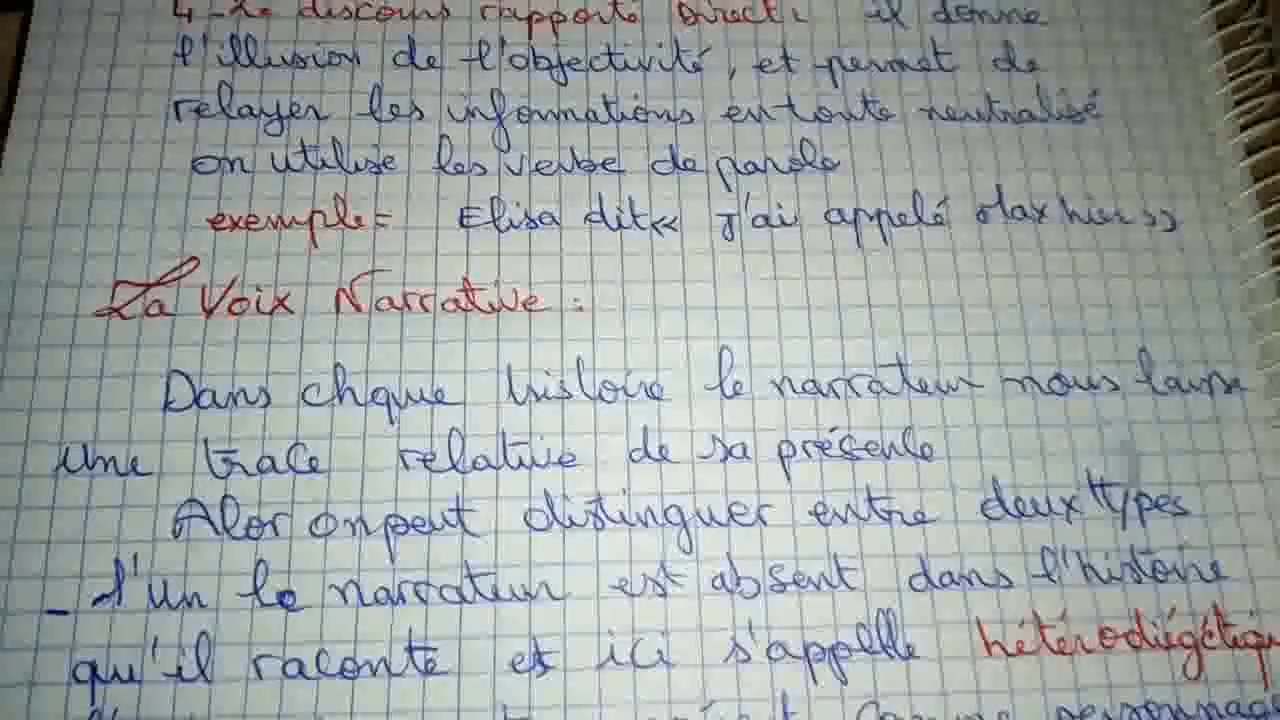 4-Le discours rapporté Direct: il donne
l'illusion de l'objectivité, et permet de
relayer les informations en toute neutralisé
on utilise les verbe de parole
exemple= Elisa dit « J'ai appelé Max hier »
La Voix Narrative :
Dans chque histoire le narrateur nous laisse
une trace relative de sa présence
Alor on peut distinguer entre deux types
- l'un le narrateur est absent dans l'histoire
qu'il raconte et ici s'appelle hétérodiégétiq